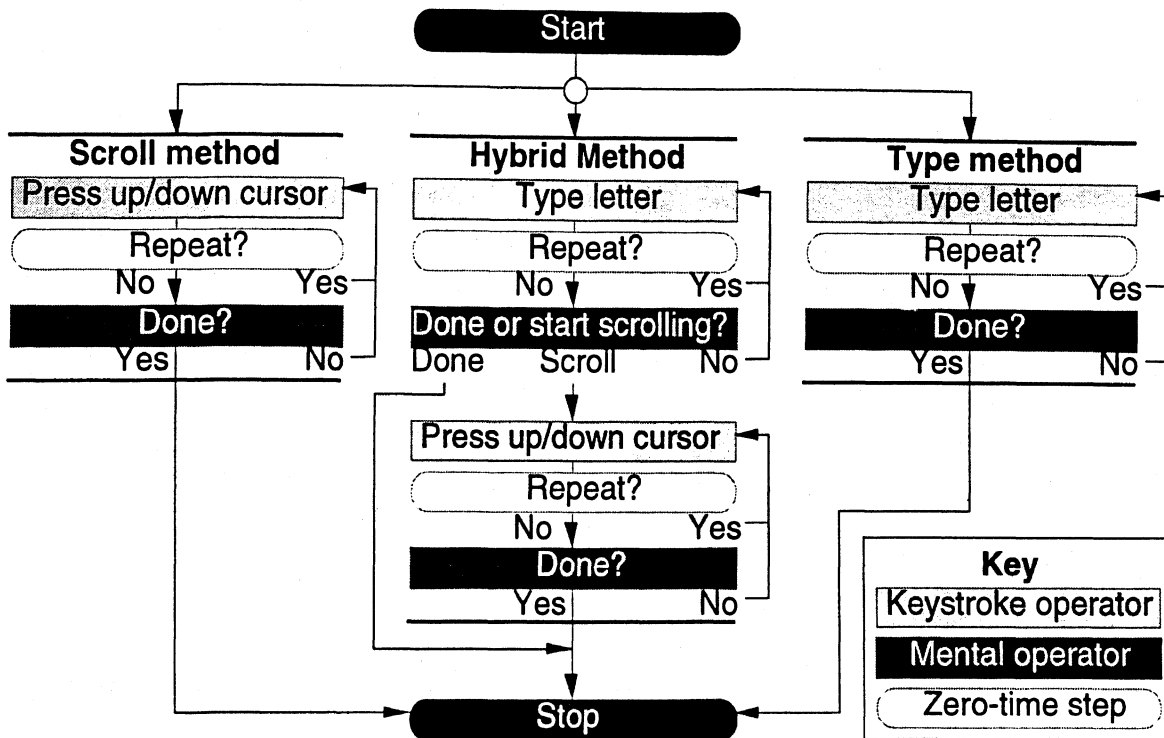 Start
Scroll method
Press up/down cursor
Repeat?
No Yes
Done?
Yes No
Hybrid Method
Type letter
Repeat?
No Yes
Done or start scrolling?
Done Scroll No
Press up/down cursor
Repeat?
No Yes
Done?
Yes No
Type method
Type letter
Repeat?
No Yes
Done?
Yes No
Stop
Key
Keystroke operator
Mental operator
Zero-time step